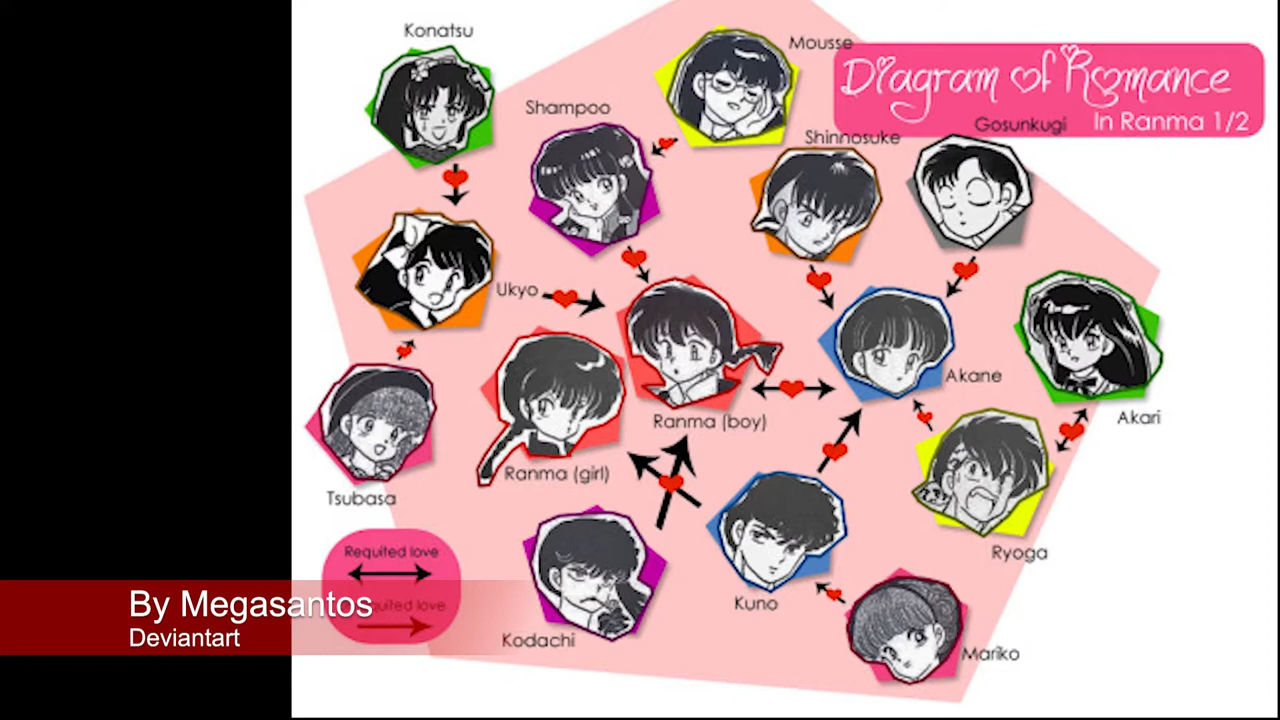 Konatsu
Mousse
Diagram of Romance
In Ranma 1/2
Shampoo
Gosunkugi
Shinnosuke
Ukyo
Akane
Akari
Ranma (boy)
Ranma (girl)
Tsubasa
Ryoga
Requited love
Kuno
By Megasantos
Deviantart
Kodachi
Mariko